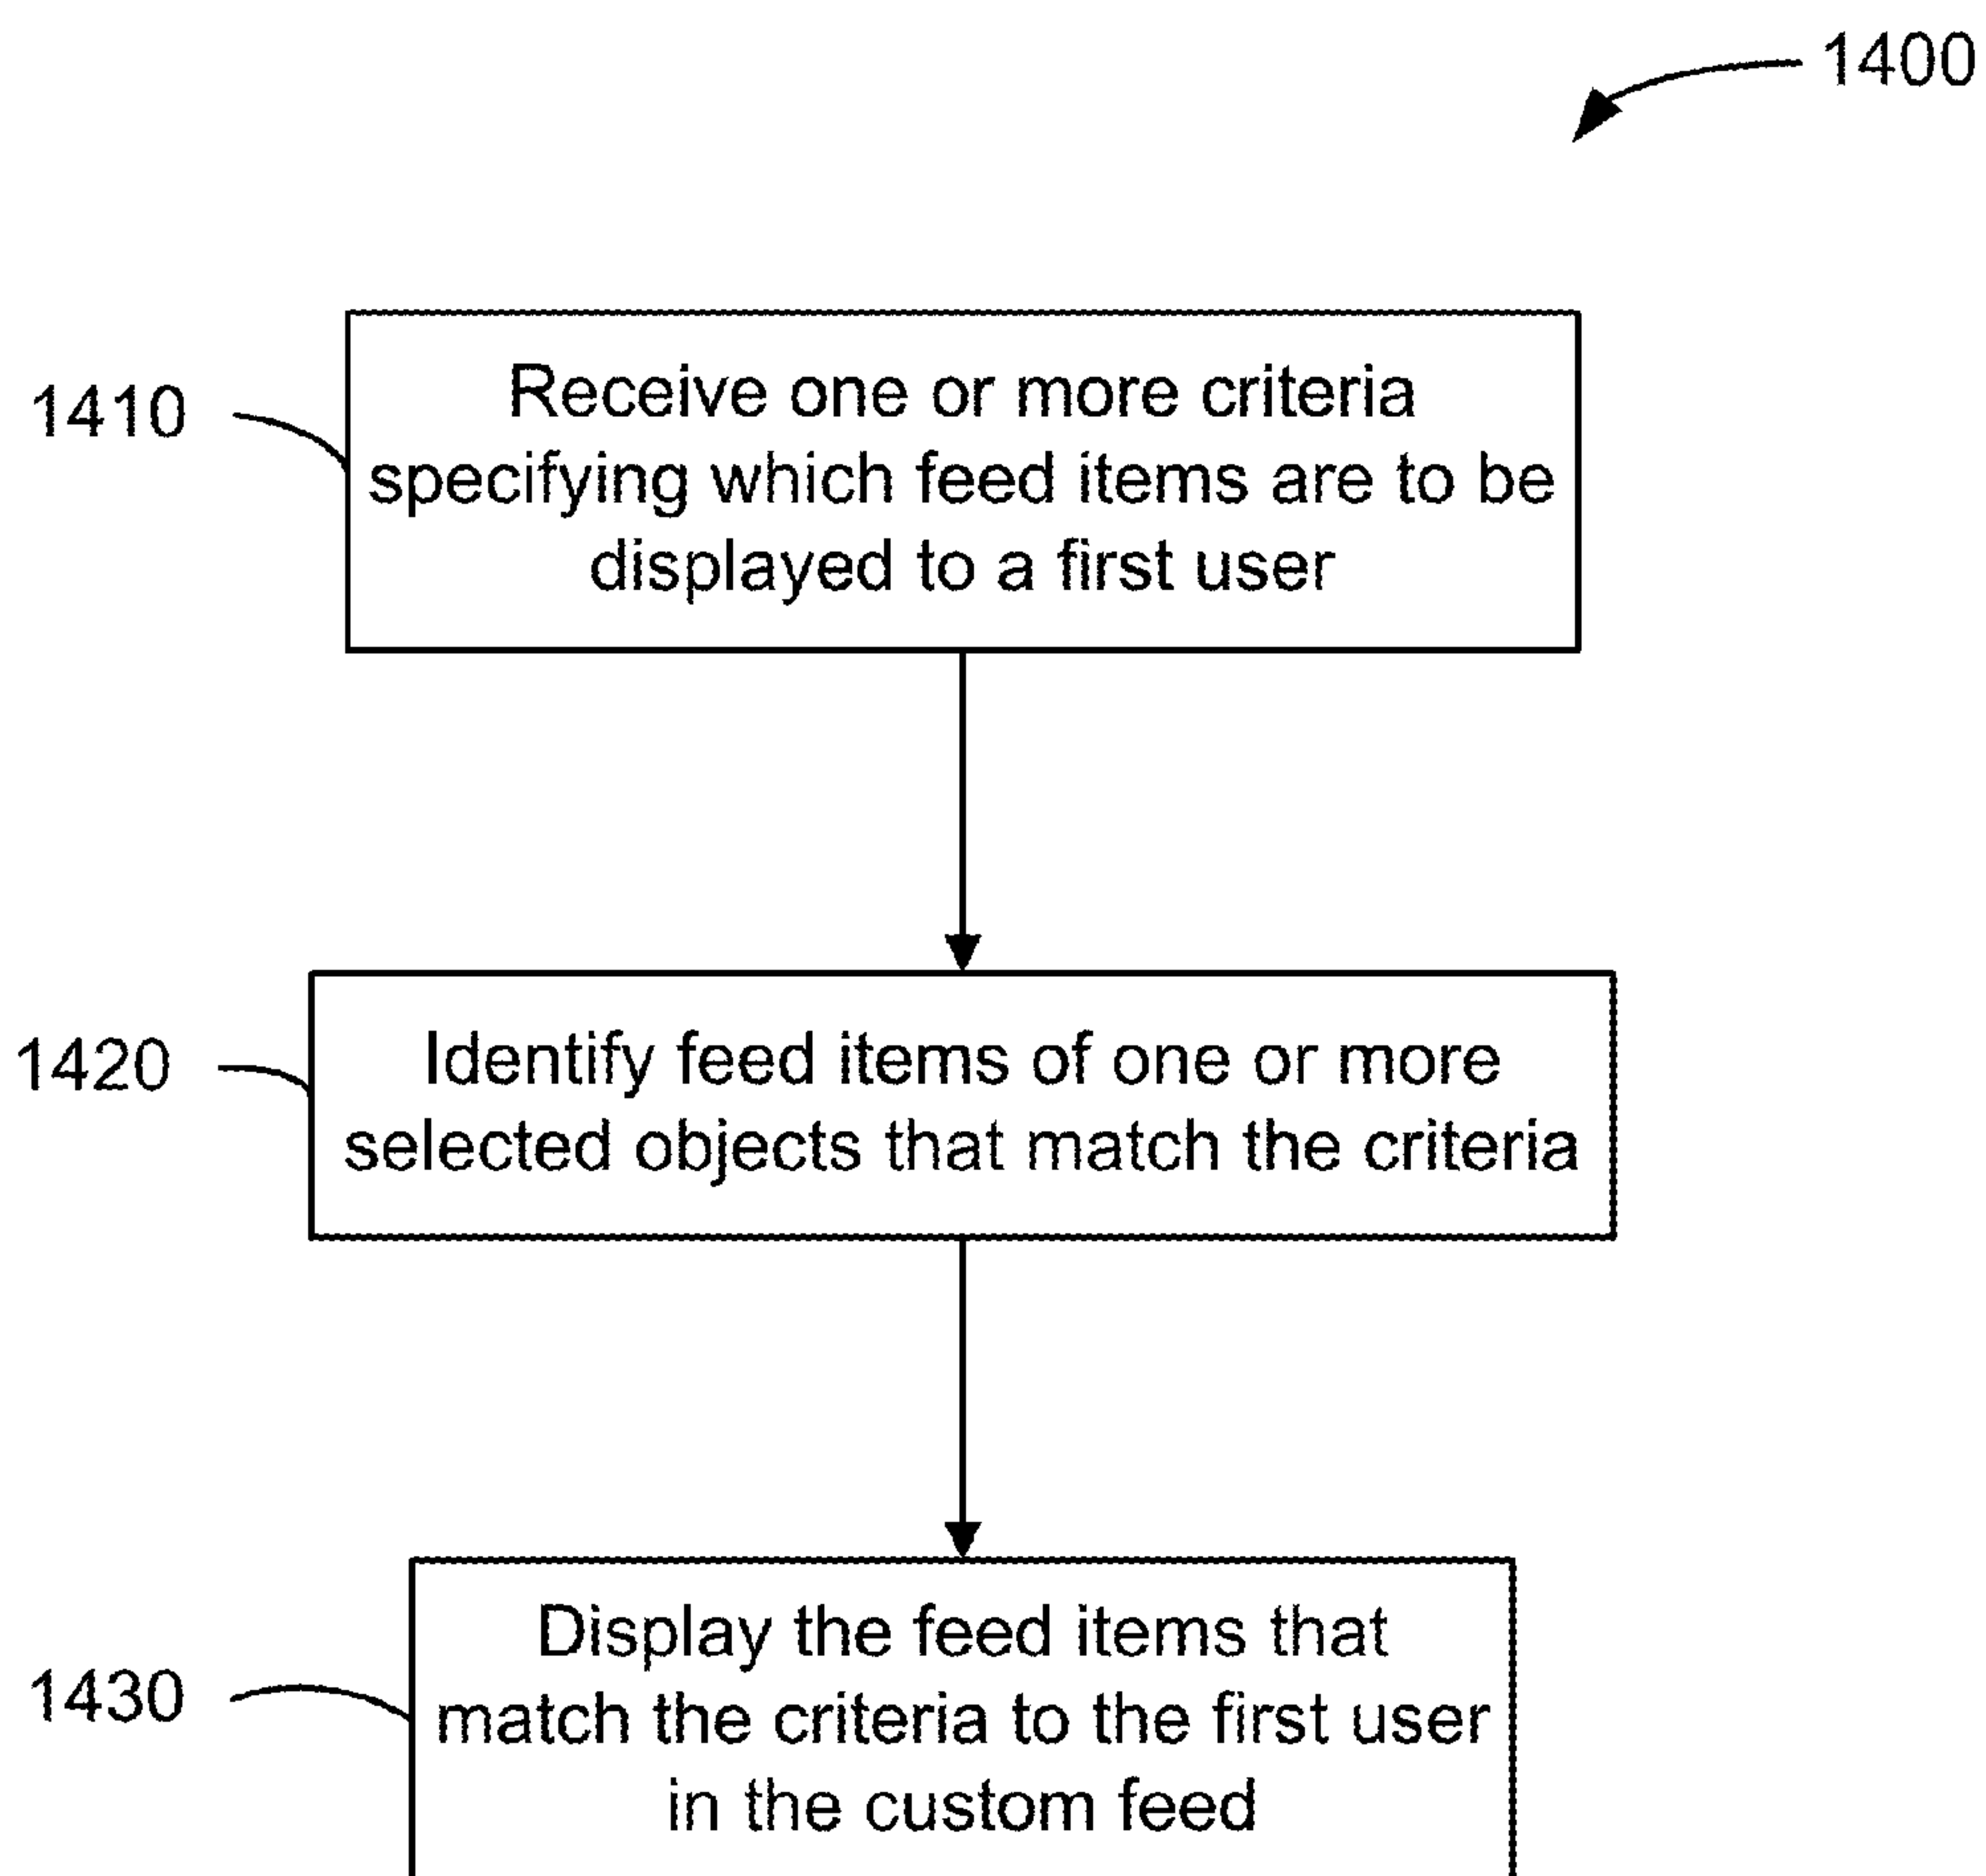 1400
1410
Receive one or more criteria
specifying which feed items are to be
displayed to a first user
1420
Identify feed items of one or more
selected objects that match the criteria
1430
Display the feed items that
match the criteria to the first user
in the custom feed